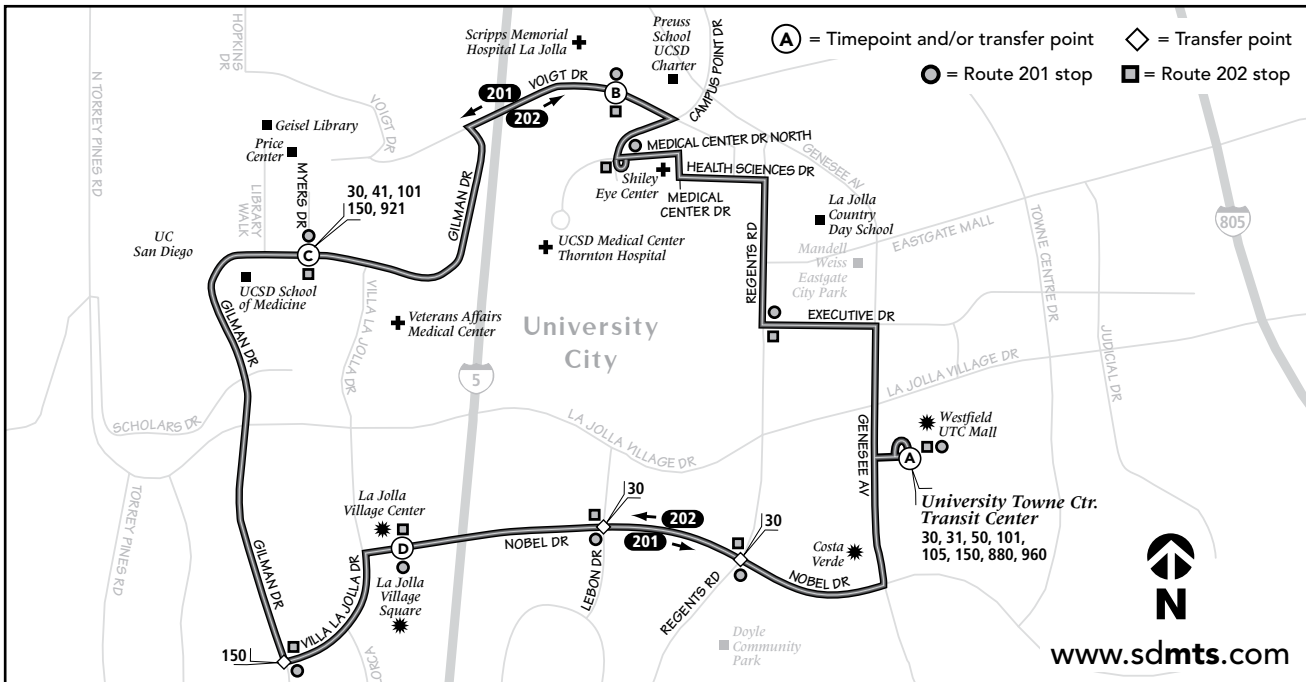 HOPKINS
DR
N TORREY PINES RD
VOIGT DR
Scripps Memorial
Hospital La Jolla
VOIGT DR
201
202
B
Preuss
School
UCSD
Charter
CAMPUS POINT DR
A = Timepoint and/or transfer point
= Transfer point
= Route 201 stop
= Route 202 stop
Geisel Library
Price
Center
MYERS DR
LIBRARY
WALK
30, 41, 101
150, 921
C
UC
San Diego
UCSD School
of Medicine
GILMAN DR
GILMAN DR
VILLA LA JOLLA DR
Veterans Affairs
Medical Center
MEDICAL CENTER DR NORTH
HEALTH SCIENCES DR
MEDICAL
CENTER DR
Shiley
Eye Center
UCSD Medical Center
Thornton Hospital
GENESEE AV
REGENTS RD
La Jolla
Country
Day School
EASTGATE MALL
Mandell
Weiss
Eastgate
City Park
TOWNE CENTRE DR
805
University
City
5
EXECUTIVE DR
JUDICIAL DR
LA JOLLA VILLAGE DR
LA JOLLA VILLAGE DR
SCHOLARS DR
TORREY PINES RD
GENESEE AV
Westfield
UTC Mall
A
University Towne Ctr.
Transit Center
30, 31, 50, 101,
105, 150, 880, 960
La Jolla
Village Center
D
La Jolla
Village
Square
GILMAN DR
VILLA LA JOLLA DR
150
NOBEL DR
30
LEBON DR
202
201
30
REGENTS RD
Costa
Verde
NOBEL DR
Doyle
Community
Park
N
www.sdmts.com